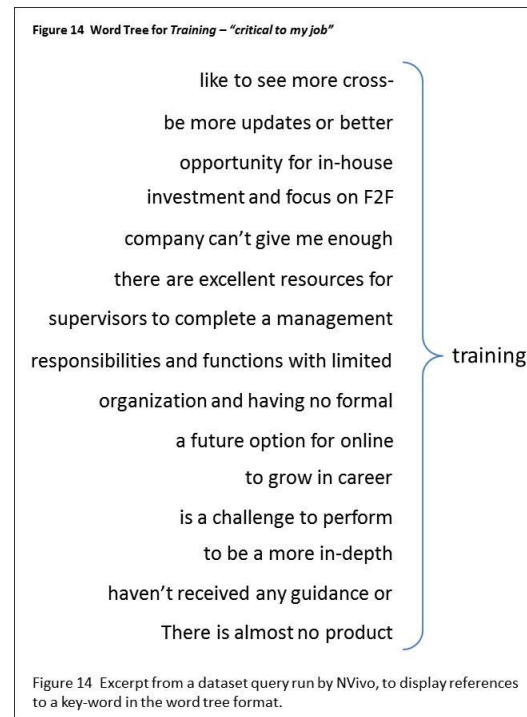 Figure 14 Word Tree for Training – “critical to my job”
like to see more cross-
be more updates or better
opportunity for in-house
investment and focus on F2F
company can’t give me enough
there are excellent resources for
supervisors to complete a management
responsibilities and functions with limited
organization and having no formal
a future option for online
to grow in career
is a challenge to perform
to be a more in-depth
haven’t received any guidance or
There is almost no product
training
Figure 14 Excerpt from a dataset query run by NVivo, to display references
to a key-word in the word tree format.